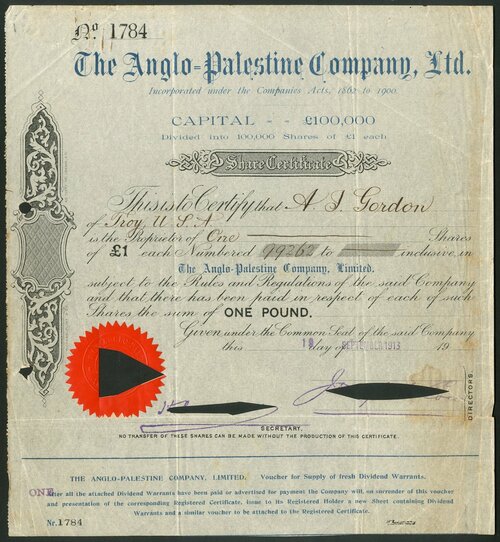 No. 1784
The Anglo=Palestine Company, Ltd.
Incorporated under the Companies Acts, 1862 to 1900.
CAPITAL - - £100,000
Divided into 100,000 Shares of £1 each
Share Certificate
This is to Certify that A S Gordon
of Troy U S A
is the Proprietor of One Shares
of £1 each Numbered 99262 to inclusive, in
The Anglo-Palestine Company, Limited.
subject to the Rules and Regulations of the said Company
and that there has been paid in respect of each of such
Shares the sum of ONE POUND.
Given under the Common Seal of the said Company
this 19 day of SEPTEMBER 1913 19
DIRECTORS.
SECRETARY.
NO TRANSFER OF THESE SHARES CAN BE MADE WITHOUT THE PRODUCTION OF THIS CERTIFICATE.
THE ANGLO-PALESTINE COMPANY, LIMITED. Voucher for Supply of fresh Dividend Warrants.
ONE
After all the attached Dividend Warrants have been paid or advertised for payment the Company will, on surrender of this voucher
and presentation of the corresponding Registered Certificate, issue to its Registered Holder a new Sheet containing Dividend
Warrants and a similar voucher to be attached to the Registered Certificate.
Nr. 1784